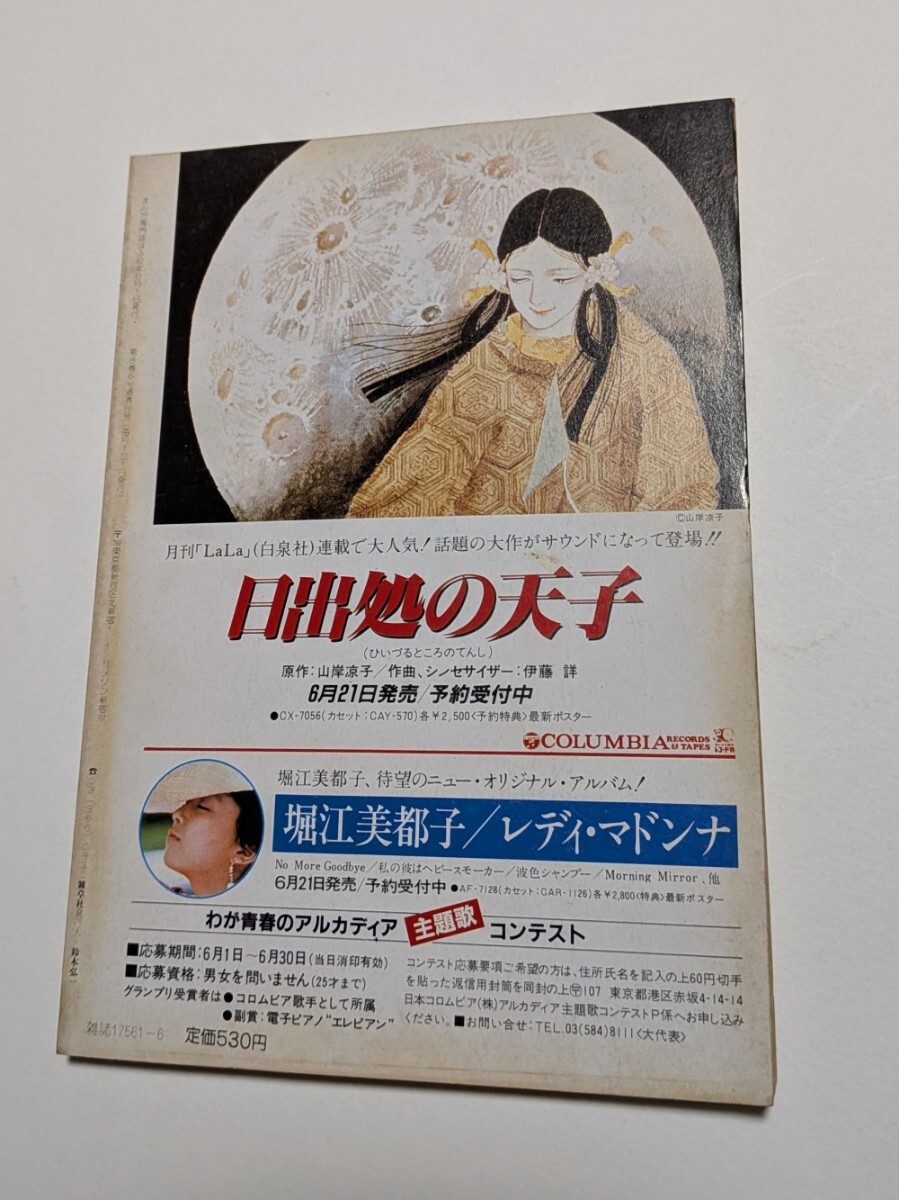 ©山岸凉子
月刊「LaLa」(白泉社)連載で大人気!話題の大作がサウンドになって登場!!
日出処の天子
(ひいづるところのてんし)
原作:山岸凉子/作曲、シンセサイザー:伊藤 詳
6月21日発売/予約受付中
●CX-7056(カセット:CAY-570)各¥2,500〈予約特典〉最新ポスター
COLUMBIA RECORDS & TAPES
堀江美都子、待望のニュー・オリジナル・アルバム!
堀江美都子/レディ・マドンナ
No More Goodbye/私の彼はヘビースモーカー/波色シャンプー/Morning Mirror、他
6月21日発売/予約受付中 ●AF-7128(カセット:CAR-1126)各¥2,800〈特典〉最新ポスター
わが青春のアルカディア 主題歌 コンテスト
■応募期間:6月1日~6月30日(当日消印有効)
■応募資格:男女を問いません(25才まで)
グランプリ受賞者は ●コロムビア歌手として所属
●副賞:電子ピアノ"エレピアン"
コンテスト応募要項ご希望の方は、住所氏名を記入の上60円切手
を貼った返信用封筒を同封の上〒107 東京都港区赤坂4-14-14
日本コロムビア(株)アルカディア主題歌コンテストP係へお申し込み
ください。■お問い合せ:TEL.03(584)8111〈大代表〉
雑誌17561-6 定価530円